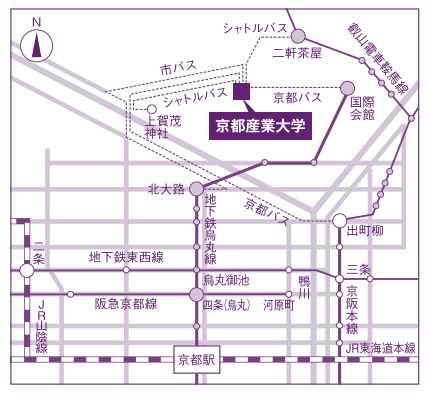 N
シャトルバス
二軒茶屋
叡山電車鞍馬線
市バス
シャトルバス
京都バス
国際
会館
上賀茂
神社
京都産業大学
北大路
地下鉄烏丸線
京都バス
出町柳
二条
地下鉄東西線
烏丸御池
鴨川
三条
阪急京都線
四条(烏丸)
河原町
京阪本線
JR山陰線
京都駅
JR東海道本線